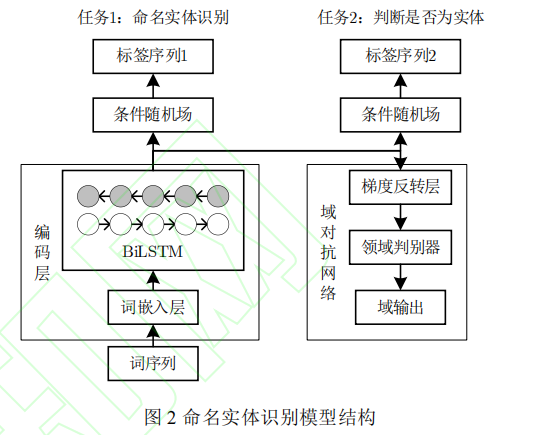 任务1：命名实体识别
任务2：判断是否为实体
标签序列1
标签序列2
条件随机场
条件随机场
编码层
BiLSTM
词嵌入层
词序列
域对抗网络
梯度反转层
领域判别器
域输出
图 2 命名实体识别模型结构